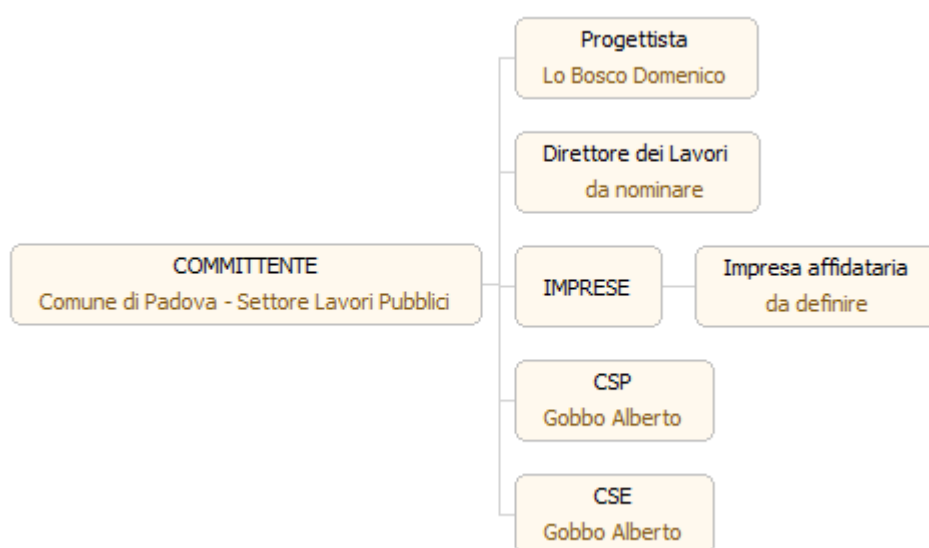 Progettista
Lo Bosco Domenico
Direttore dei Lavori
da nominare
COMMITTENTE
Comune di Padova - Settore Lavori Pubblici
IMPRESE
Impresa affidataria
da definire
CSP
Gobbo Alberto
CSE
Gobbo Alberto